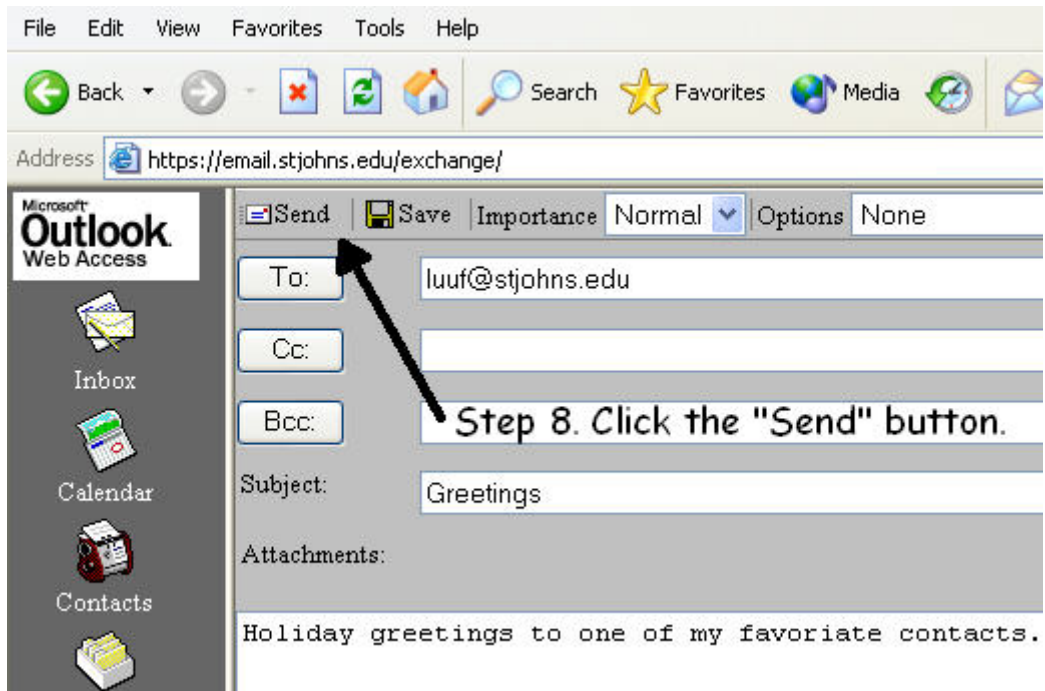 File Edit View Favorites Tools Help
Back Search Favorites Media
Address https://email.stjohns.edu/exchange/
Microsoft
Outlook
Web Access
Send Save Importance Normal Options None
To: luuf@stjohns.edu
Cc:
Inbox
Bcc: Step 8. Click the "Send" button.
Calendar
Subject: Greetings
Attachments:
Contacts
Holiday greetings to one of my favoriate contacts.